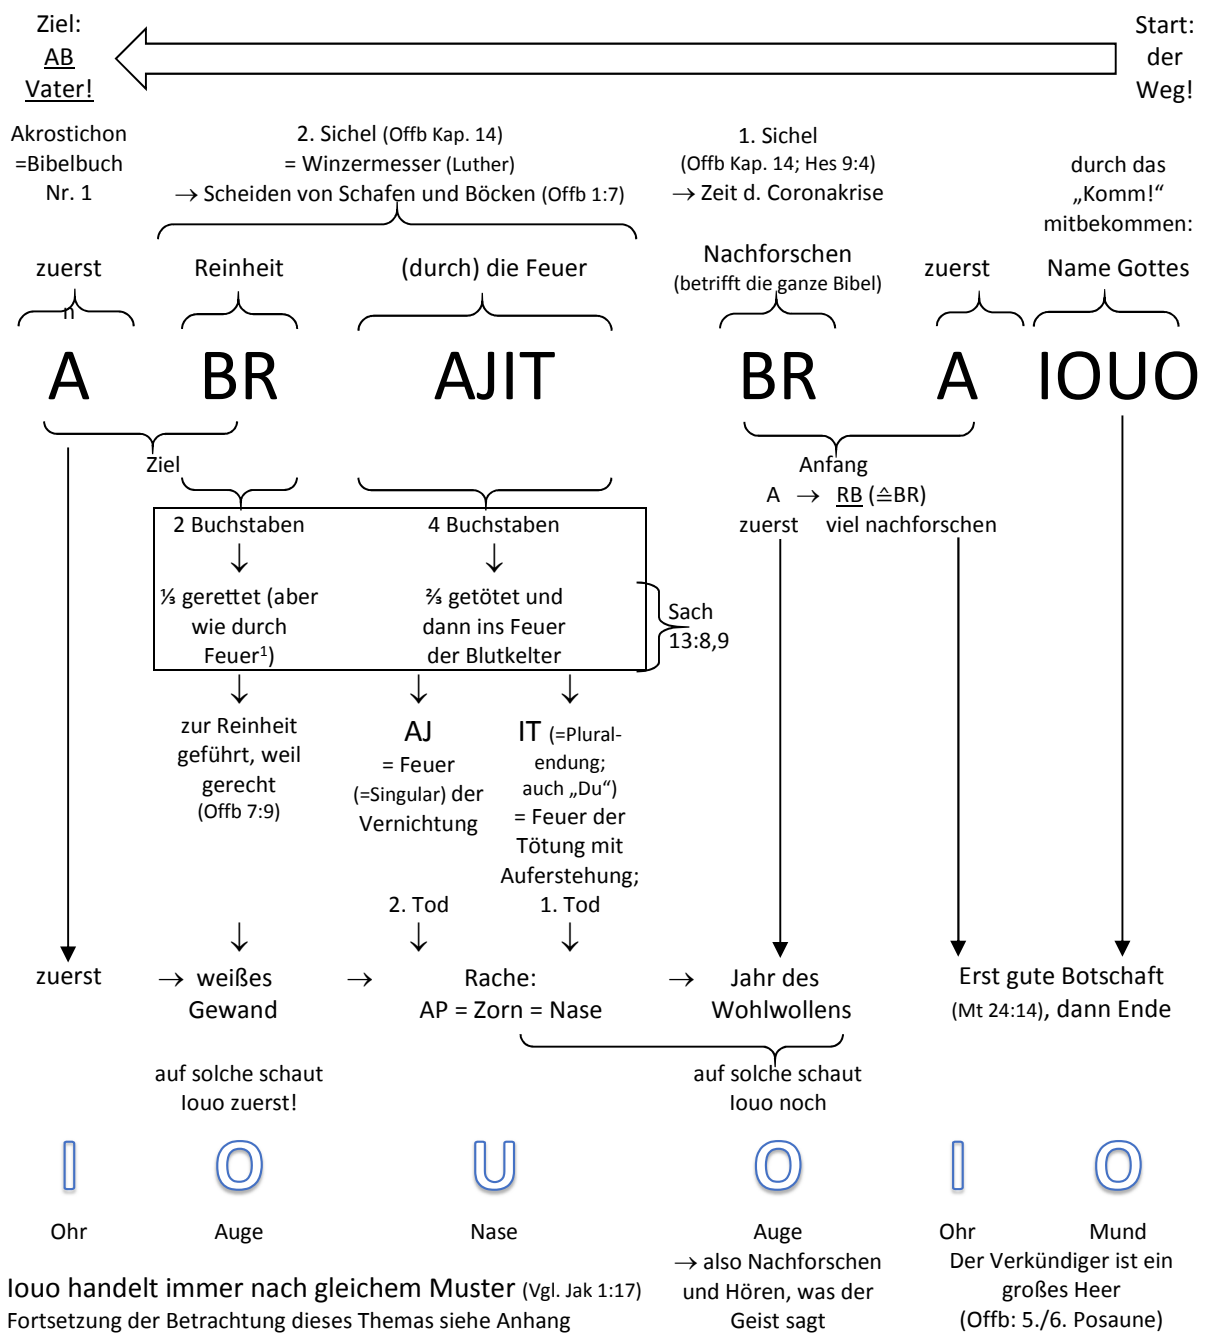 Ziel:
AB
Vater!
Start:
der
Weg!
Akrostichon
=Bibelbuch
Nr. 1
2. Sichel (Offb Kap. 14)
= Winzermesser (Luther)
→ Scheiden von Schafen und Böcken (Offb 1:7)
1. Sichel
(Offb Kap. 14; Hes 9:4)
→ Zeit d. Coronakrise
durch das
„Komm!“
mitbekommen:
zuerst
n
Reinheit
(durch) die Feuer
Nachforschen
(betrifft die ganze Bibel)
zuerst
Name Gottes
A BR AJIT BR A IOUO
Ziel
Anfang
A → RB (≙BR)
zuerst viel nachforschen
2 Buchstaben
4 Buchstaben
↓ ↓
⅓ gerettet (aber
wie durch
Feuer¹)
⅔ getötet und
dann ins Feuer
der Blutkelter
Sach
13:8,9
↓ ↓ ↓
zur Reinheit
geführt, weil
gerecht
(Offb 7:9)
AJ
= Feuer
(=Singular) der
Vernichtung
IT (=Plural-
endung;
auch „Du“)
= Feuer der
Tötung mit
Auferstehung;
2. Tod
1. Tod
↓ ↓ ↓
zuerst
→ weißes
Gewand
→ Rache:
AP = Zorn = Nase
→ Jahr des
Wohlwollens
Erst gute Botschaft
(Mt 24:14), dann Ende
auf solche schaut
Iouo zuerst!
auf solche schaut
Iouo noch
I O U O I O
Ohr Auge Nase Auge Ohr Mund
→ also Nachforschen
und Hören, was der
Geist sagt
Der Verkündiger ist ein
großes Heer
(Offb: 5./6. Posaune)
Iouo handelt immer nach gleichem Muster (Vgl. Jak 1:17)
Fortsetzung der Betrachtung dieses Themas siehe Anhang